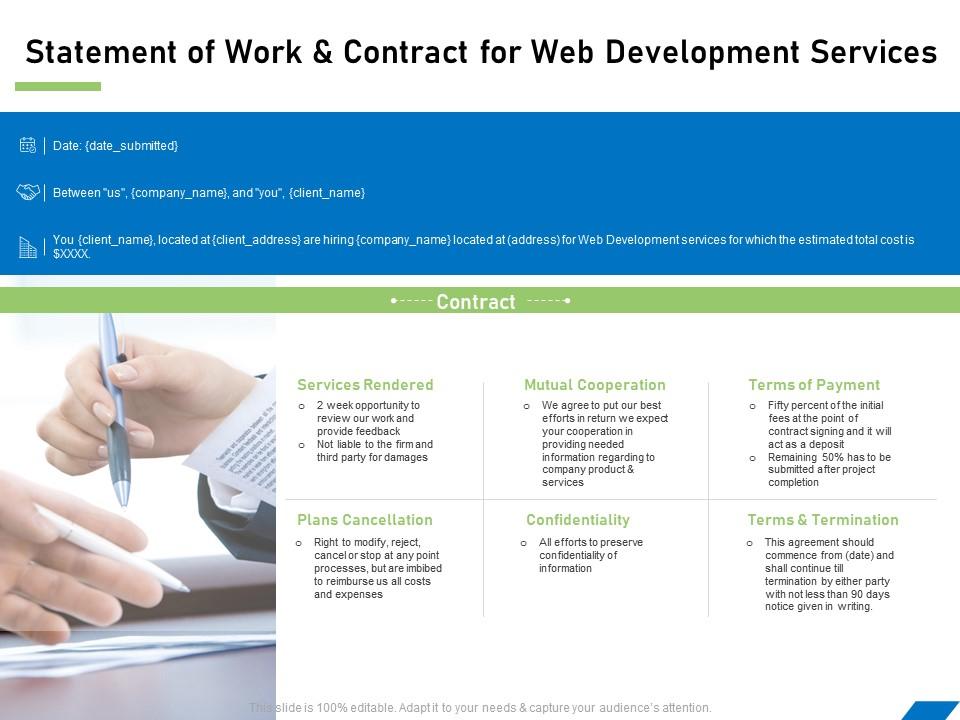 Statement of Work & Contract for Web Development Services
Date: {date_submitted}
Between "us", {company_name}, and "you", {client_name}
You {client_name}, located at {client_address} are hiring {company_name} located at (address) for Web Development services for which the estimated total cost is
$XXXX.
Contract
Services Rendered
o 2 week opportunity to
review our work and
provide feedback
o Not liable to the firm and
third party for damages
Mutual Cooperation
o We agree to put our best
efforts in return we expect
your cooperation in
providing needed
information regarding to
company product &
services
Terms of Payment
o Fifty percent of the initial
fees at the point of
contract signing and it will
act as a deposit
o Remaining 50% has to be
submitted after project
completion
Plans Cancellation
o Right to modify, reject,
cancel or stop at any point
processes, but are imbibed
to reimburse us all costs
and expenses
Confidentiality
o All efforts to preserve
confidentiality of
information
Terms & Termination
o This agreement should
commence from (date) and
shall continue till
termination by either party
with not less than 90 days
notice given in writing.
This slide is 100% editable. Adapt it to your needs & capture your audience's attention.